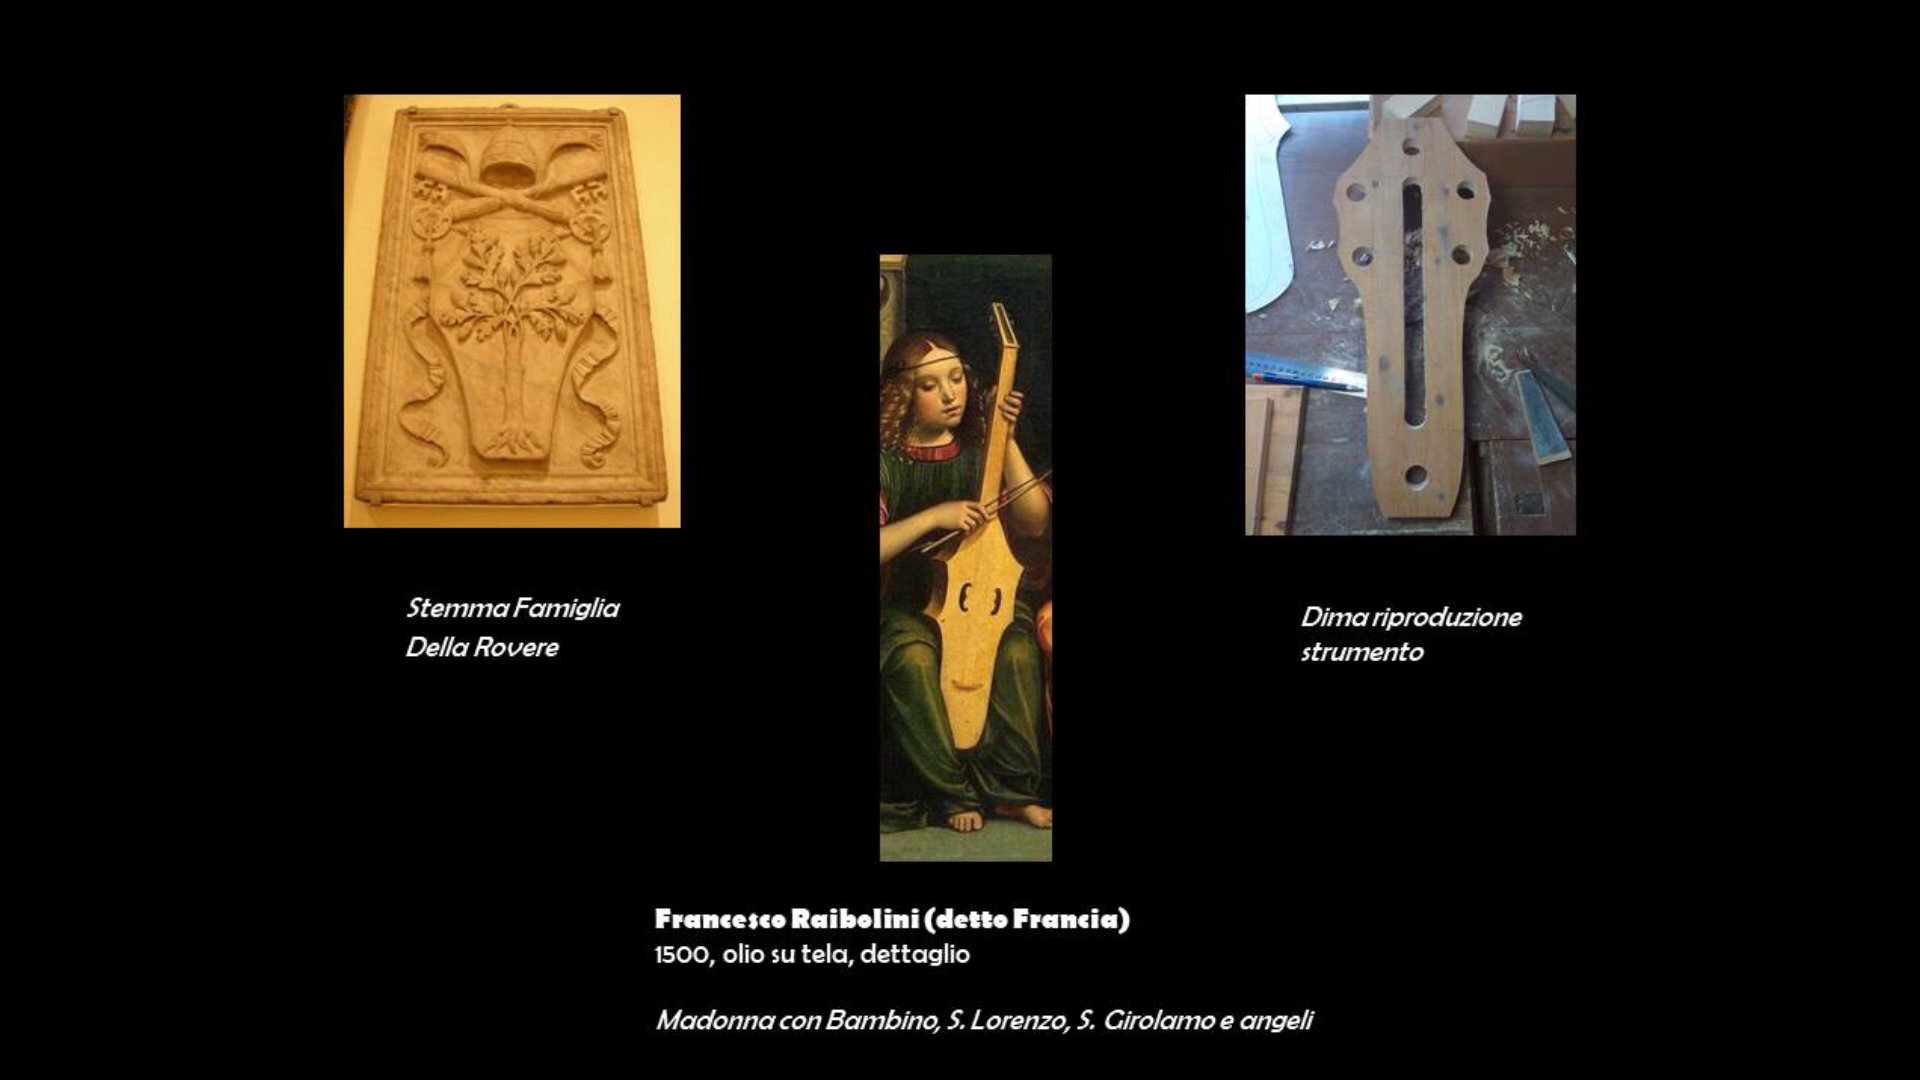 Stemma Famiglia
Della Rovere
Dima riproduzione
strumento
Francesco Raibolini (detto Francia)
1500, olio su tela, dettaglio
Madonna con Bambino, S. Lorenzo, S. Girolamo e angeli